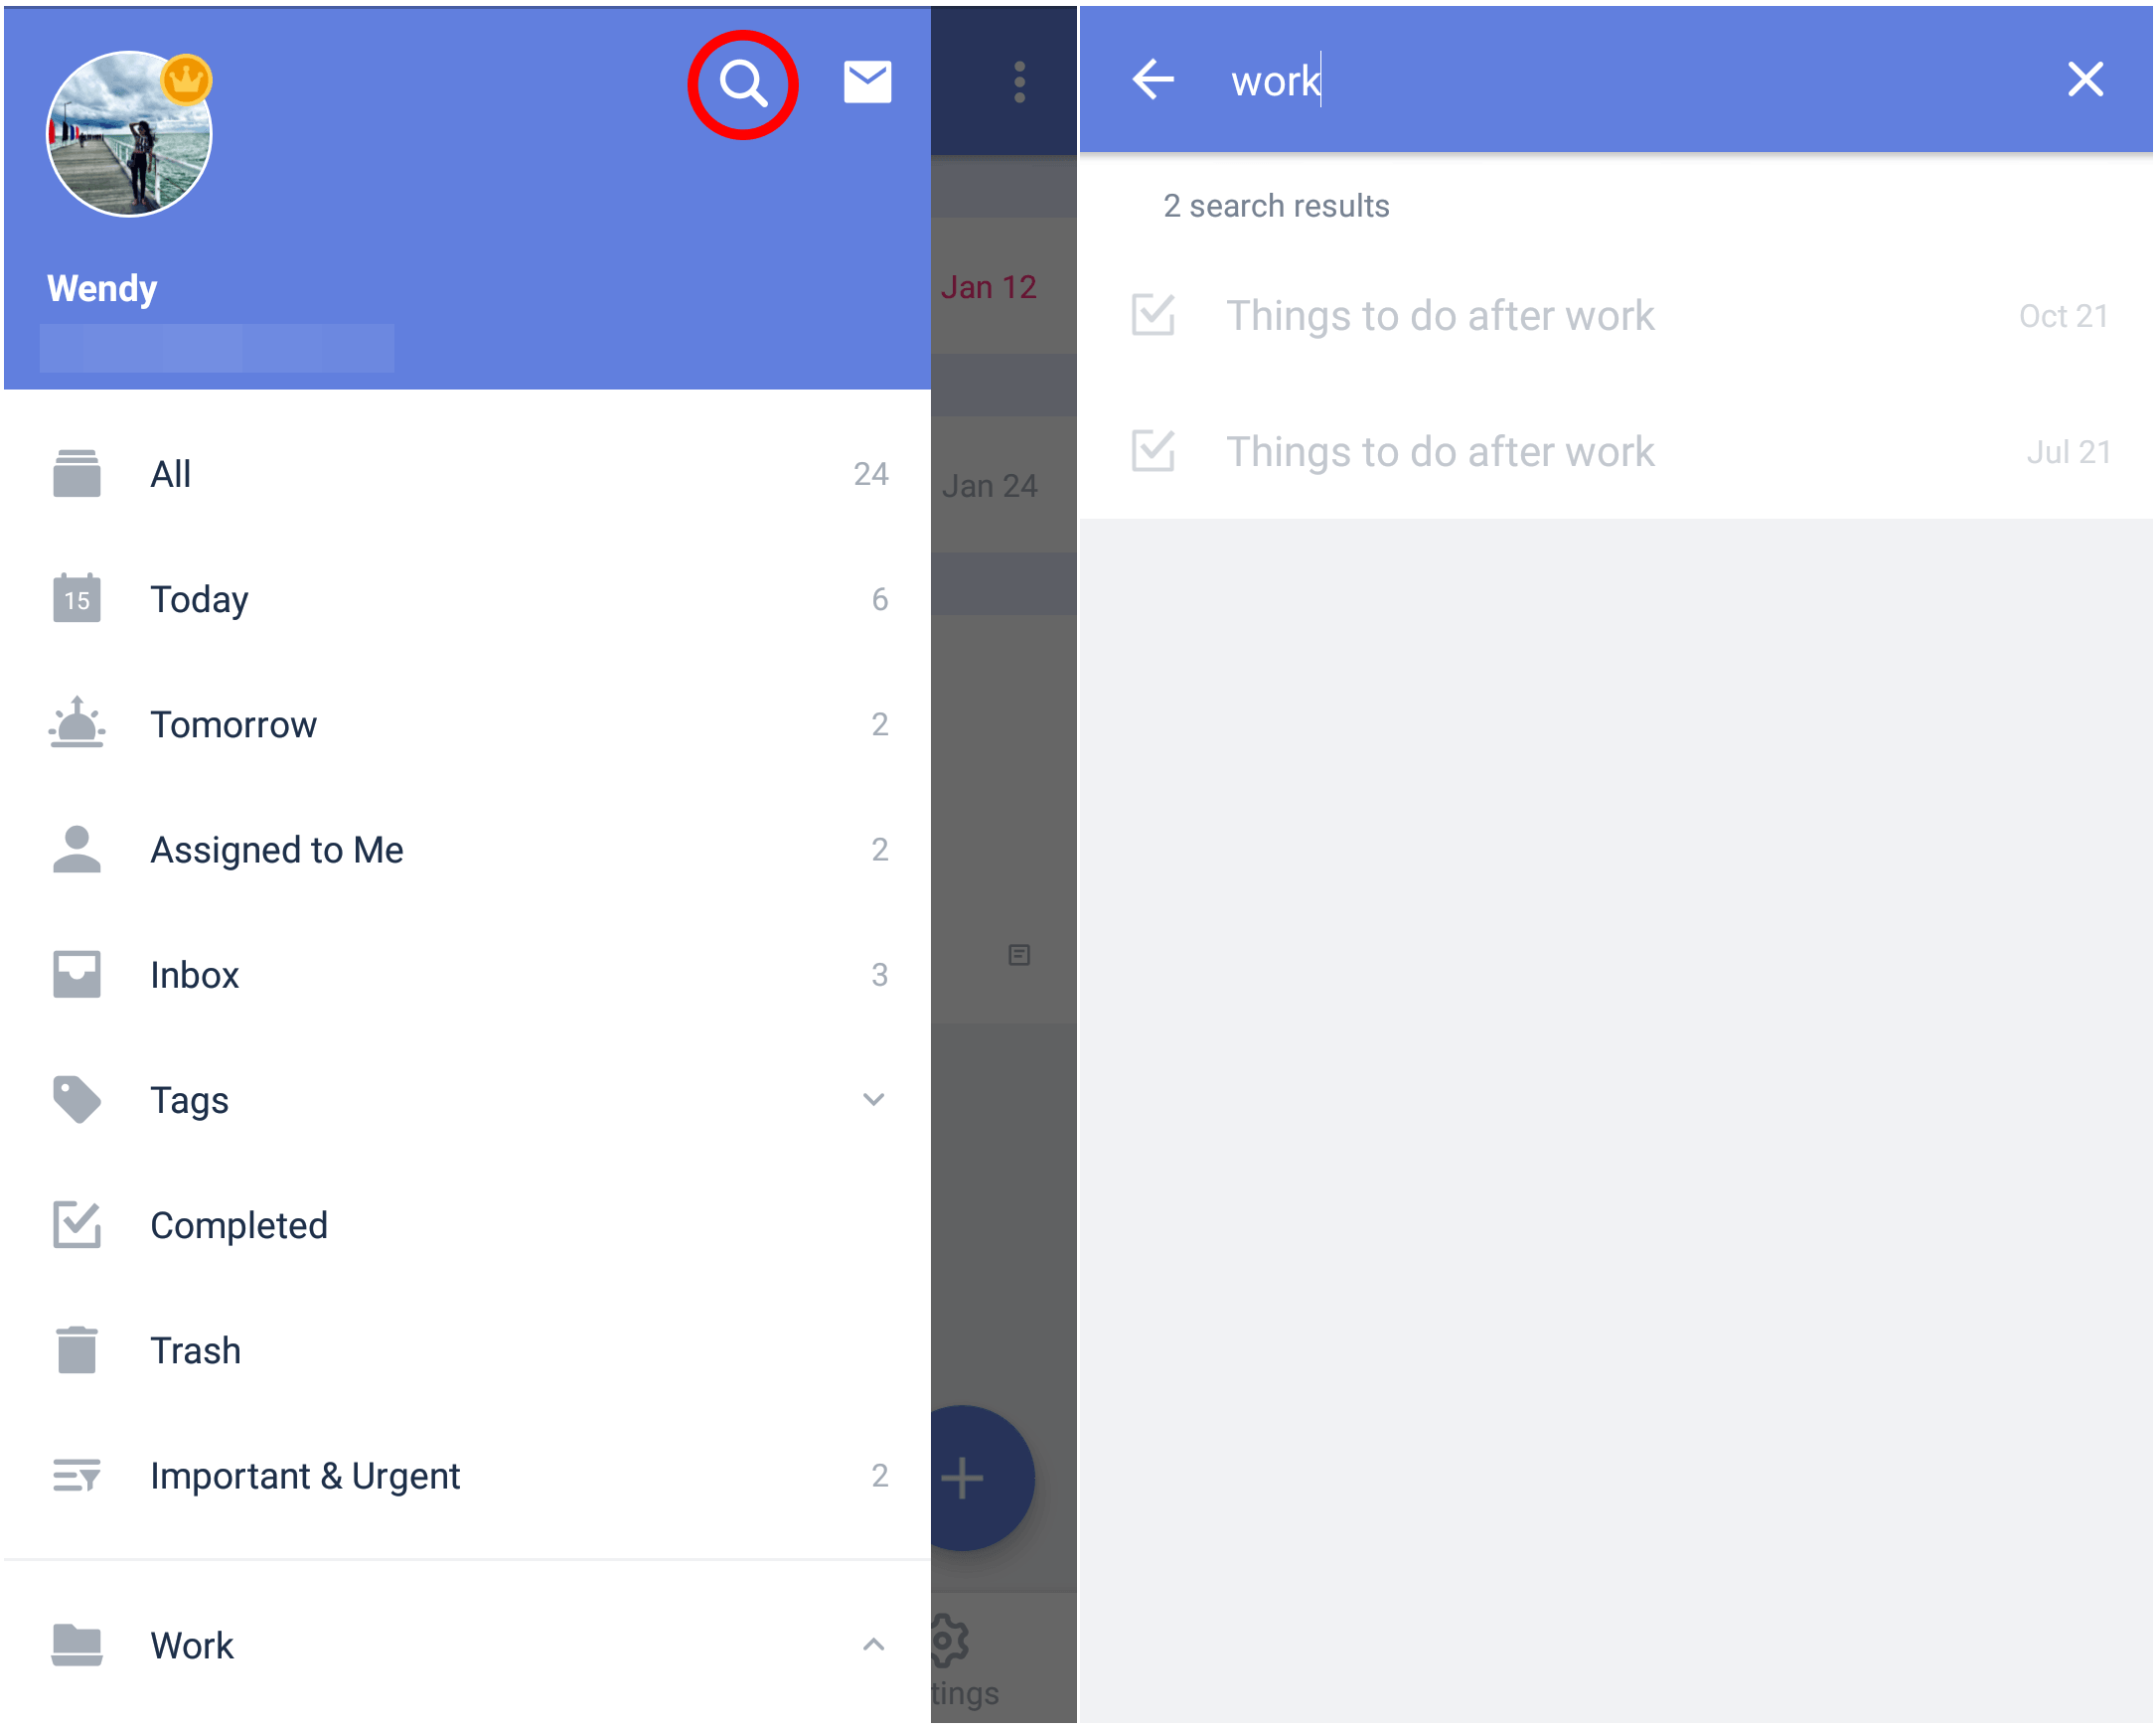 Wendy
All 24
15
Today 6
Tomorrow 2
Assigned to Me 2
Inbox 3
Tags
Completed
Trash
Important & Urgent 2
Work
Jan 12
Jan 24
tings
work
2 search results
Things to do after work Oct 21
Things to do after work Jul 21